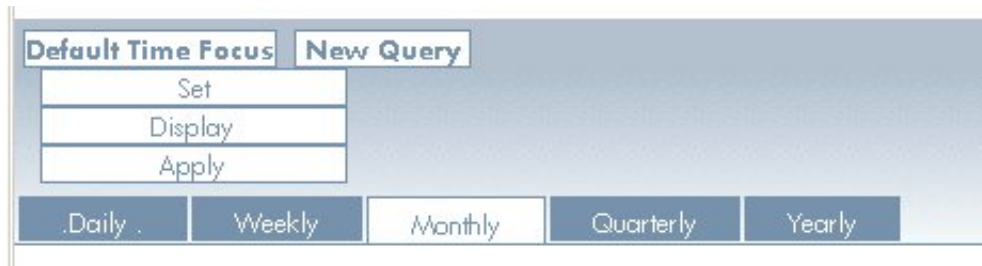 Default Time Focus New Query
Set
Display
Apply
.Daily . Weekly Monthly Quarterly Yearly